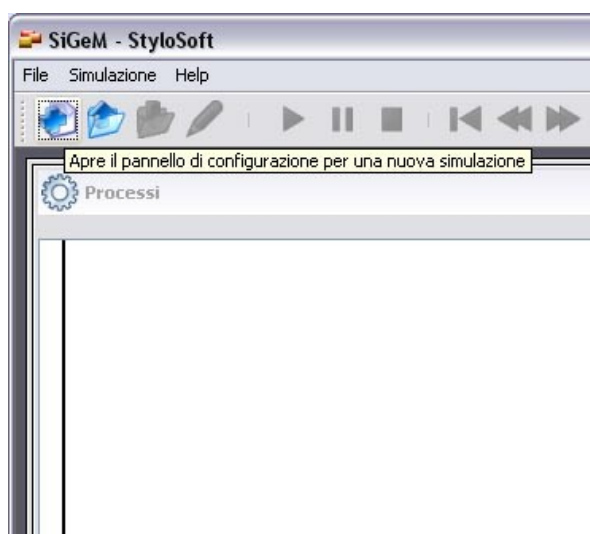 SiGeM - StyloSoft
File Simulazione Help
Apre il pannello di configurazione per una nuova simulazione
Processi